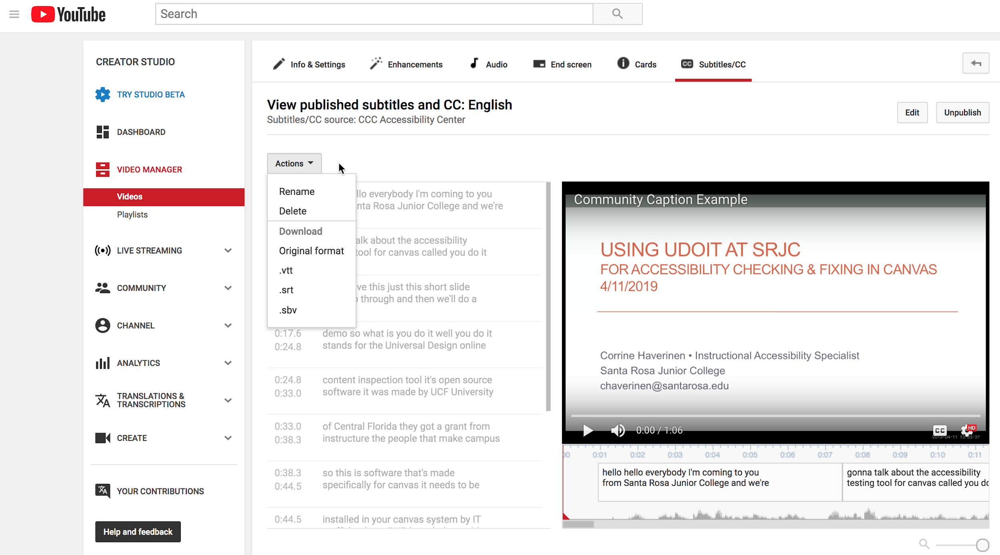 YouTube
Search
CREATOR STUDIO
TRY STUDIO BETA
DASHBOARD
VIDEO MANAGER
Videos
Playlists
LIVE STREAMING
COMMUNITY
CHANNEL
ANALYTICS
TRANSLATIONS &
TRANSCRIPTIONS
CREATE
YOUR CONTRIBUTIONS
Help and feedback
Info & Settings
Enhancements
Audio
End screen
Cards
CC Subtitles/CC
View published subtitles and CC: English
Subtitles/CC source: CCC Accessibility Center
Edit
Unpublish
Actions
Rename
Delete
Download
Original format
.vtt
.srt
.sbv
everybody I'm coming to you
Rosa Junior College and we're
about the accessibility
for canvas called you do it
this just this short slide
through and then we'll do a
0:17.6 demo so what is you do it well you do it
0:24.8 stands for the Universal Design online
0:24.8 content inspection tool it's open source
0:33.0 software it was made by UCF University
0:33.0 of Central Florida they got a grant from
0:38.3 instructure the people that make campus
0:38.3 so this is software that's made
0:44.5 specifically for canvas it needs to be
0:44.5 installed in your canvas system by IT
Community Caption Example
USING UDOIT AT SRJC
FOR ACCESSIBILITY CHECKING & FIXING IN CANVAS
4/11/2019
Corrine Haverinen • Instructional Accessibility Specialist
Santa Rosa Junior College
chaverinen@santarosa.edu
0:00 / 1:06
CC
HD
2019-04-11 13:03:37
0:01 0:02 0:03 0:04 0:05 0:06 0:07 0:08 0:09 0:10 0:11
hello hello everybody I'm coming to you
from Santa Rosa Junior College and we're
gonna talk about the accessibility
testing tool for canvas called you